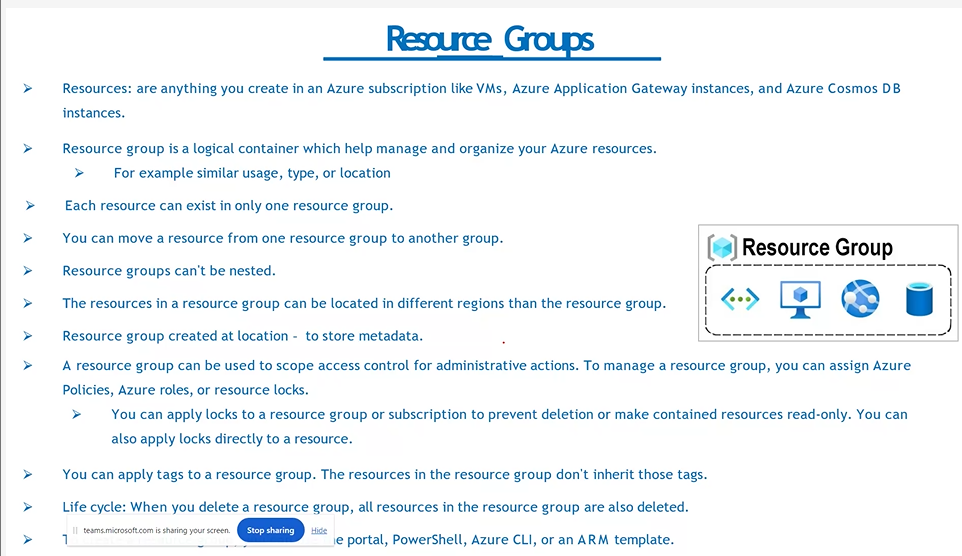 Resource Groups
➢ Resources: are anything you create in an Azure subscription like VMs, Azure Application Gateway instances, and Azure Cosmos DB
instances.
➢ Resource group is a logical container which help manage and organize your Azure resources.
➢ For example similar usage, type, or location
➢ Each resource can exist in only one resource group.
➢ You can move a resource from one resource group to another group.
Resource Group
➢ Resource groups can't be nested.
➢ The resources in a resource group can be located in different regions than the resource group.
➢ Resource group created at location - to store metadata.
➢ A resource group can be used to scope access control for administrative actions. To manage a resource group, you can assign Azure
Policies, Azure roles, or resource locks.
➢ You can apply locks to a resource group or subscription to prevent deletion or make contained resources read-only. You can
also apply locks directly to a resource.
➢ You can apply tags to a resource group. The resources in the resource group don't inherit those tags.
➢ Life cycle: When you delete a resource group, all resources in the resource group are also deleted.
teams.microsoft.com is sharing your screen. Stop sharing Hide
➢ portal, PowerShell, Azure CLI, or an ARM template.